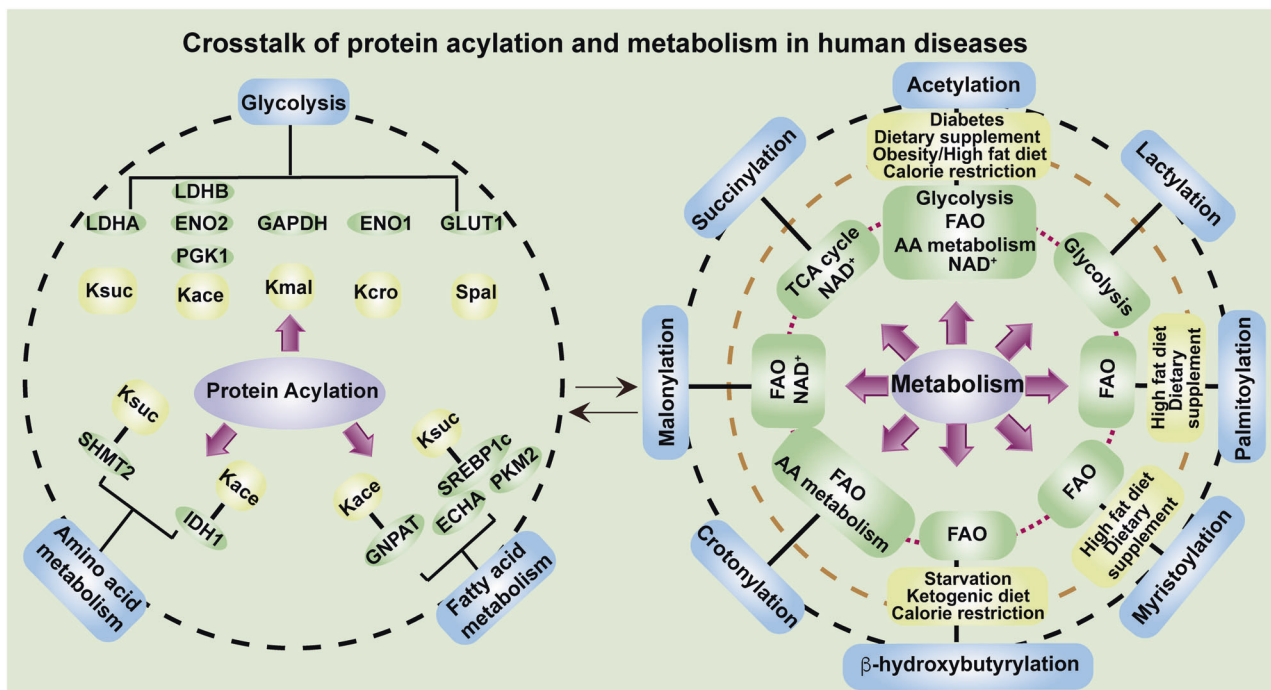 Crosstalk of protein acylation and metabolism in human diseases
Glycolysis
LDHB
LDHA
ENO2
GAPDH
ENO1
GLUT1
PGK1
Ksuc
Kace
Kmal
Kcro
Spal
Protein Acylation
Ksuc
SHMT2
Kace
IDH1
Amino acid
metabolism
Ksuc
SREBP1c
PKM2
ECHA
Kace
GNPAT
Fatty acid
metabolism
Acetylation
Diabetes
Dietary supplement
Obesity/High fat diet
Calorie restriction
Glycolysis
FAO
AA metabolism
NAD⁺
Lactylation
Glycolysis
Palmitoylation
High fat diet
Dietary
supplement
FAO
Myristoylation
High fat diet
Dietary
supplement
FAO
β-hydroxybutyrylation
Starvation
Ketogenic diet
Calorie restriction
FAO
Crotonylation
FAO
AA metabolism
Malonylation
FAO
NAD⁺
Succinylation
TCA cycle
NAD⁺
Metabolism